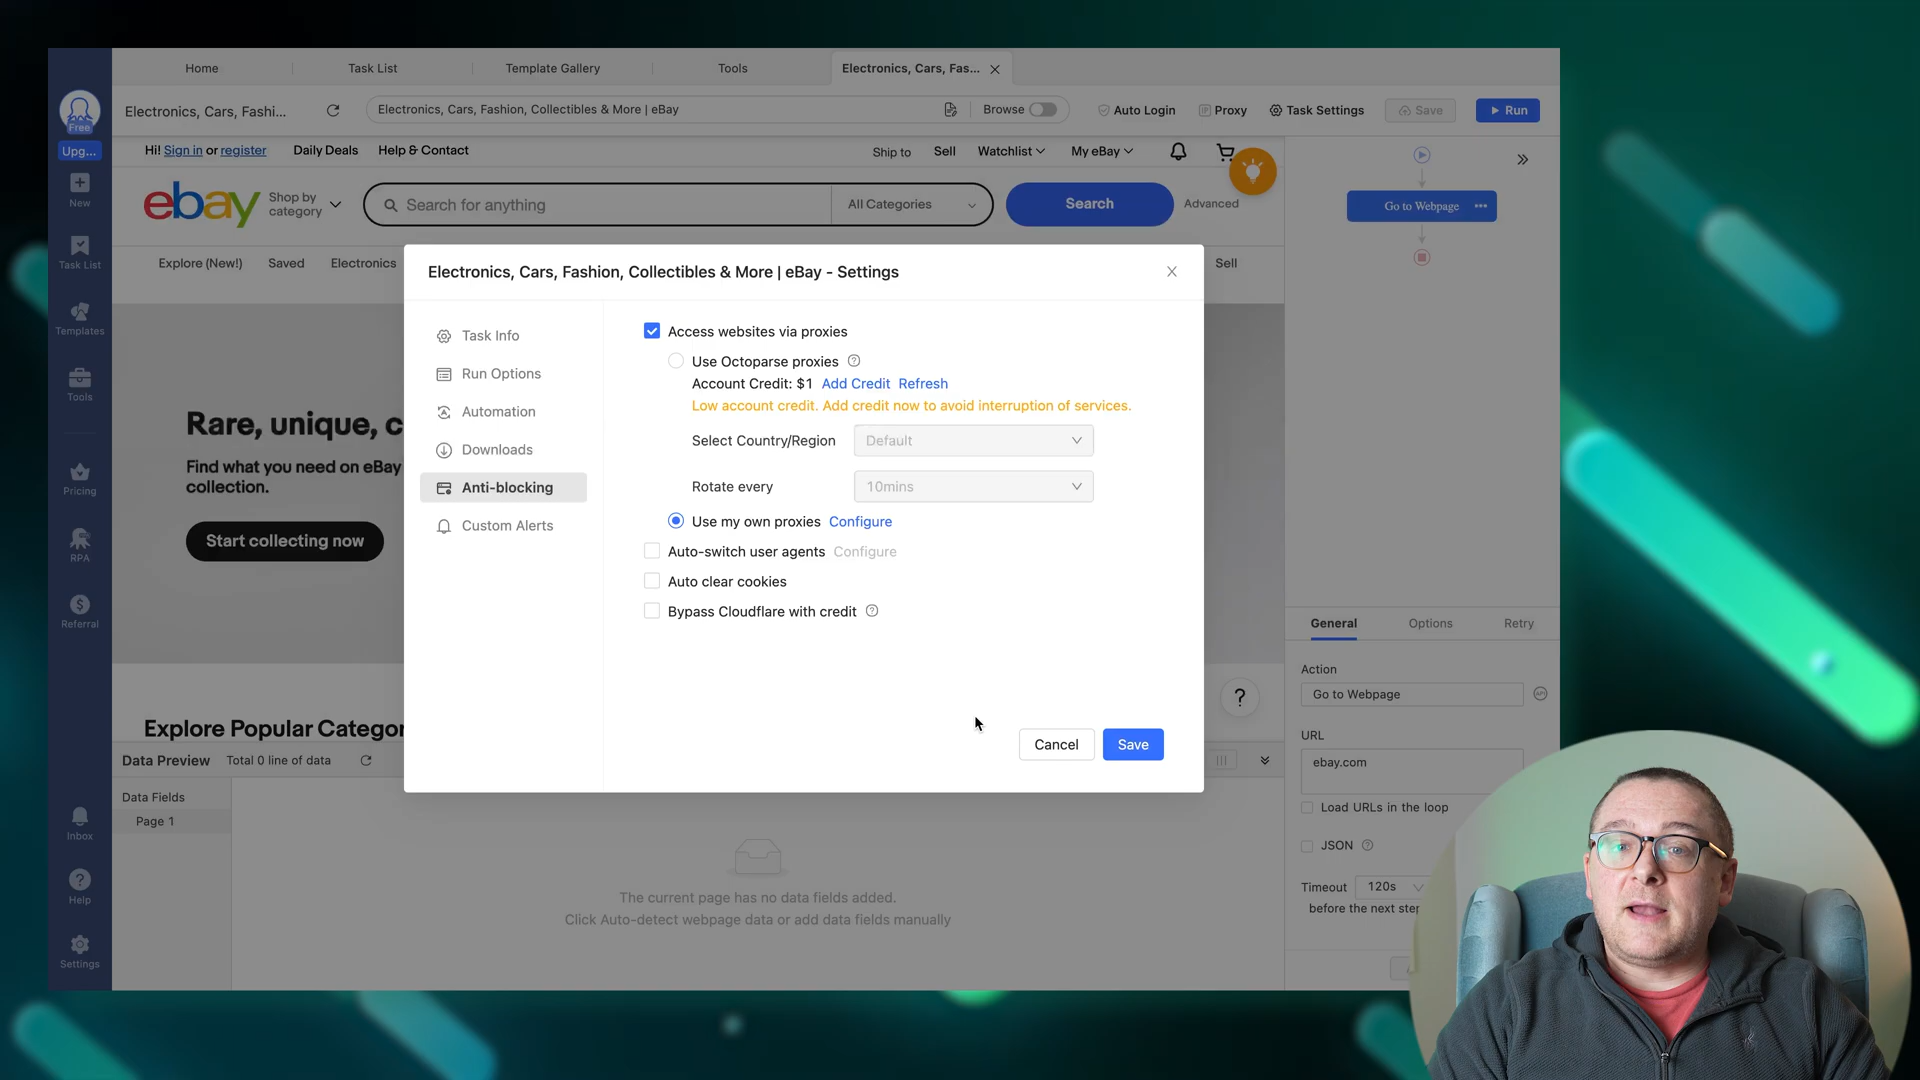 Home
Task List
Template Gallery
Tools
Electronics, Cars, Fas...
Electronics, Cars, Fashi...
Electronics, Cars, Fashion, Collectibles & More | eBay
Browse
Auto Login
Proxy
Task Settings
Save
Run
Free
Upg...
New
Task List
Templates
Tools
Pricing
RPA
Referral
Inbox
Help
Settings
Hi! Sign in or register
Daily Deals
Help & Contact
Ship to
Sell
Watchlist
My eBay
ebay
Shop by
category
Search for anything
All Categories
Search
Advanced
Explore (New!)
Saved
Electronics
Sell
Rare, unique, c
Find what you need on eBay
collection.
Start collecting now
Explore Popular Categor
Electronics, Cars, Fashion, Collectibles & More | eBay - Settings
Task Info
Run Options
Automation
Downloads
Anti-blocking
Custom Alerts
Access websites via proxies
Use Octoparse proxies
Account Credit: $1 Add Credit Refresh
Low account credit. Add credit now to avoid interruption of services.
Select Country/Region
Default
Rotate every
10mins
Use my own proxies Configure
Auto-switch user agents Configure
Auto clear cookies
Bypass Cloudflare with credit
Cancel
Save
Data Preview
Total 0 line of data
Data Fields
Page 1
The current page has no data fields added.
Click Auto-detect webpage data or add data fields manually
Go to Webpage
General
Options
Retry
Action
Go to Webpage
URL
ebay.com
Load URLs in the loop
JSON
Timeout
120s
before the next step